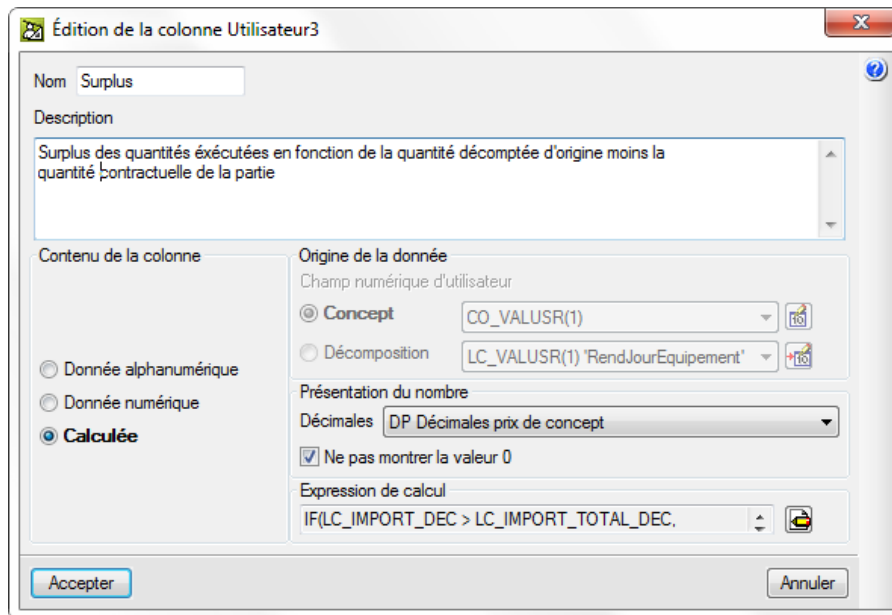 Édition de la colonne Utilisateur3
Nom Surplus
Description
Surplus des quantités éxécutées en fonction de la quantité décomptée d'origine moins la
quantité contractuelle de la partie
Contenu de la colonne
Donnée alphanumérique
Donnée numérique
Calculée
Origine de la donnée
Champ numérique d'utilisateur
Concept CO_VALUSR(1)
Décomposition LC_VALUSR(1) "RendJourEquipement"
Présentation du nombre
Décimales DP Décimales prix de concept
Ne pas montrer la valeur 0
Expression de calcul
IF(LC_IMPORT_DEC > LC_IMPORT_TOTAL_DEC,
Accepter
Annuler